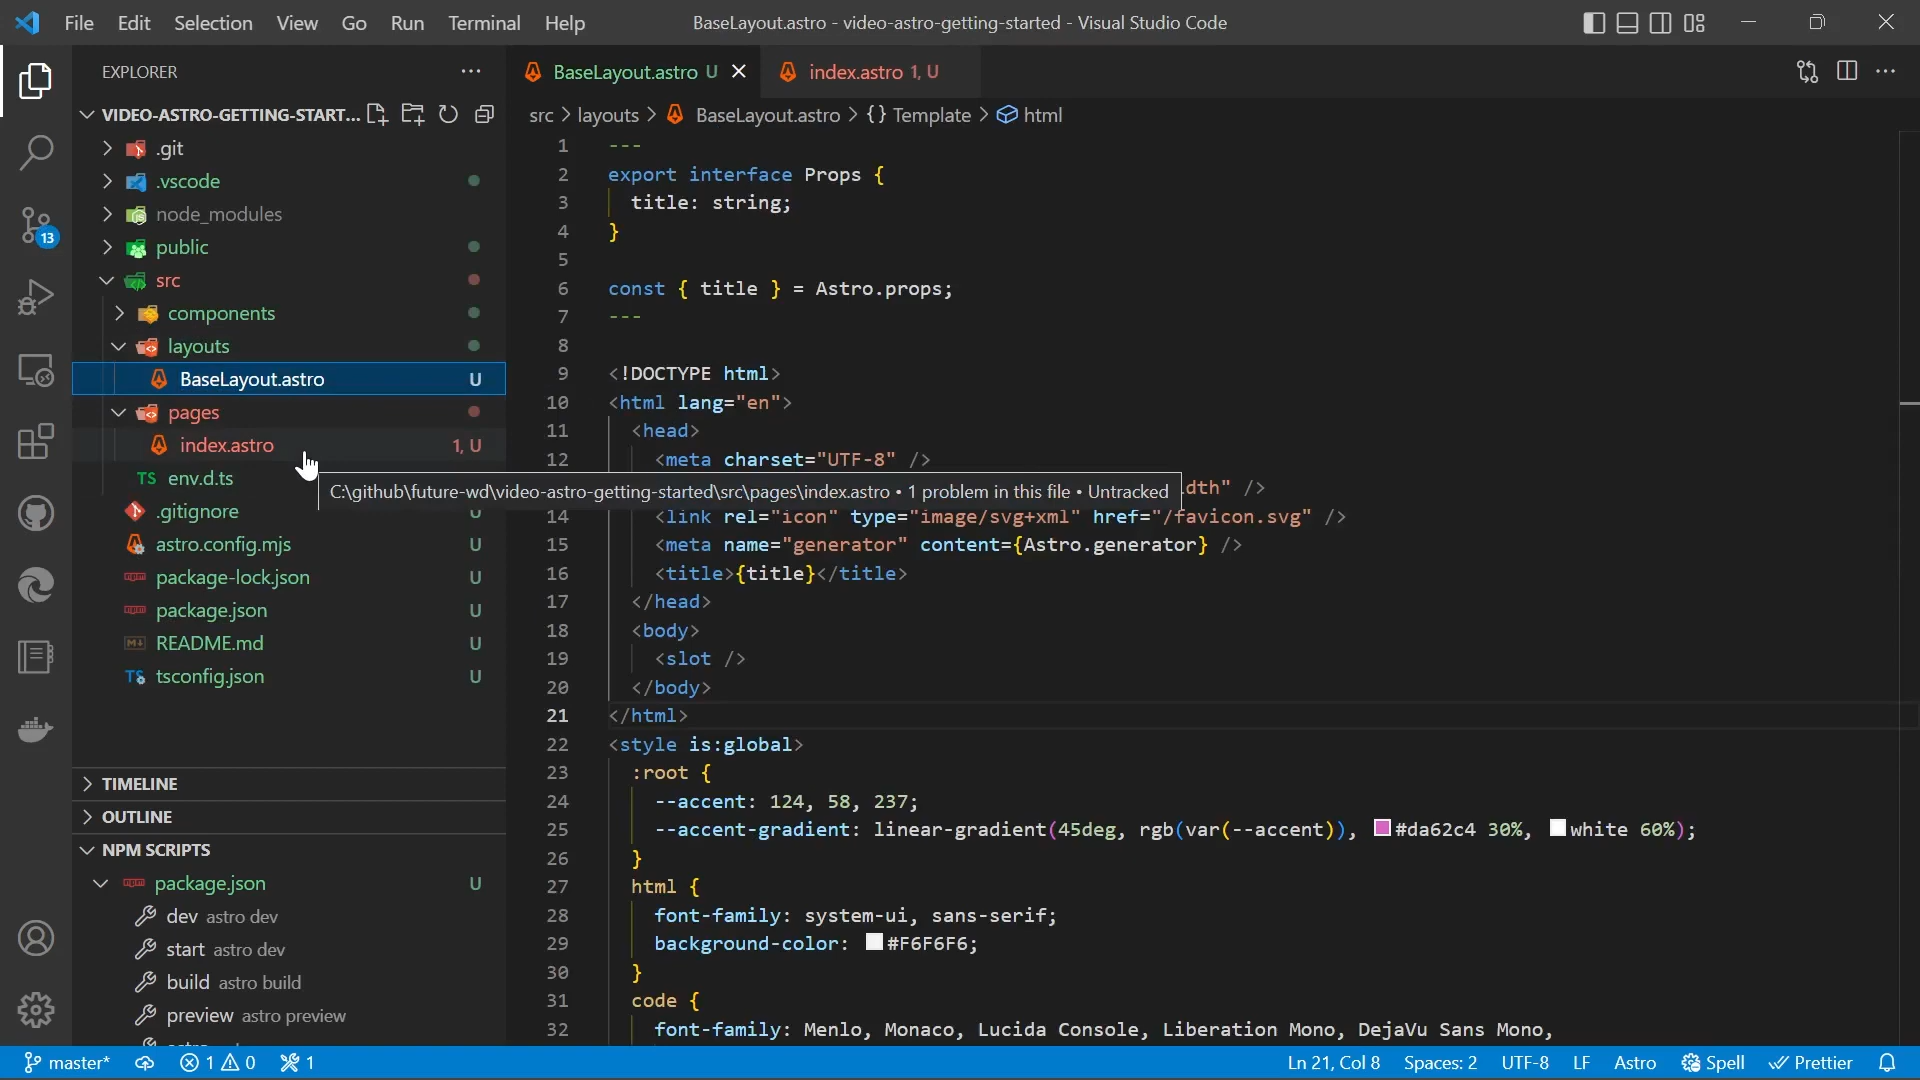 File Edit Selection View Go Run Terminal Help
BaseLayout.astro - video-astro-getting-started - Visual Studio Code
EXPLORER
VIDEO-ASTRO-GETTING-START...
.git
.vscode
node_modules
public
src
components
layouts
BaseLayout.astro U
pages
index.astro 1, U
TS env.d.ts
.gitignore U
astro.config.mjs U
package-lock.json U
package.json U
README.md U
TS tsconfig.json U
13
TIMELINE
OUTLINE
NPM SCRIPTS
package.json U
dev astro dev
start astro dev
build astro build
preview astro preview
BaseLayout.astro U
index.astro 1, U
src > layouts > BaseLayout.astro > {} Template > html
1 ---
2 export interface Props {
3 title: string;
4 }
5
6 const { title } = Astro.props;
7 ---
8
9 <!DOCTYPE html>
10 <html lang="en">
11 <head>
12 <meta charset="UTF-8" />
dth" />
C:\github\future-wd\video-astro-getting-started\src\pages\index.astro • 1 problem in this file • Untracked
14 <link rel="icon" type="image/svg+xml" href="/favicon.svg" />
15 <meta name="generator" content={Astro.generator} />
16 <title>{title}</title>
17 </head>
18 <body>
19 <slot />
20 </body>
21 </html>
22 <style is:global>
23 :root {
24 --accent: 124, 58, 237;
25 --accent-gradient: linear-gradient(45deg, rgb(var(--accent)), #da62c4 30%, white 60%);
26 }
27 html {
28 font-family: system-ui, sans-serif;
29 background-color: #F6F6F6;
30 }
31 code {
32 font-family: Menlo, Monaco, Lucida Console, Liberation Mono, DejaVu Sans Mono,
master* 1 0 1
Ln 21, Col 8 Spaces: 2 UTF-8 LF Astro Spell Prettier